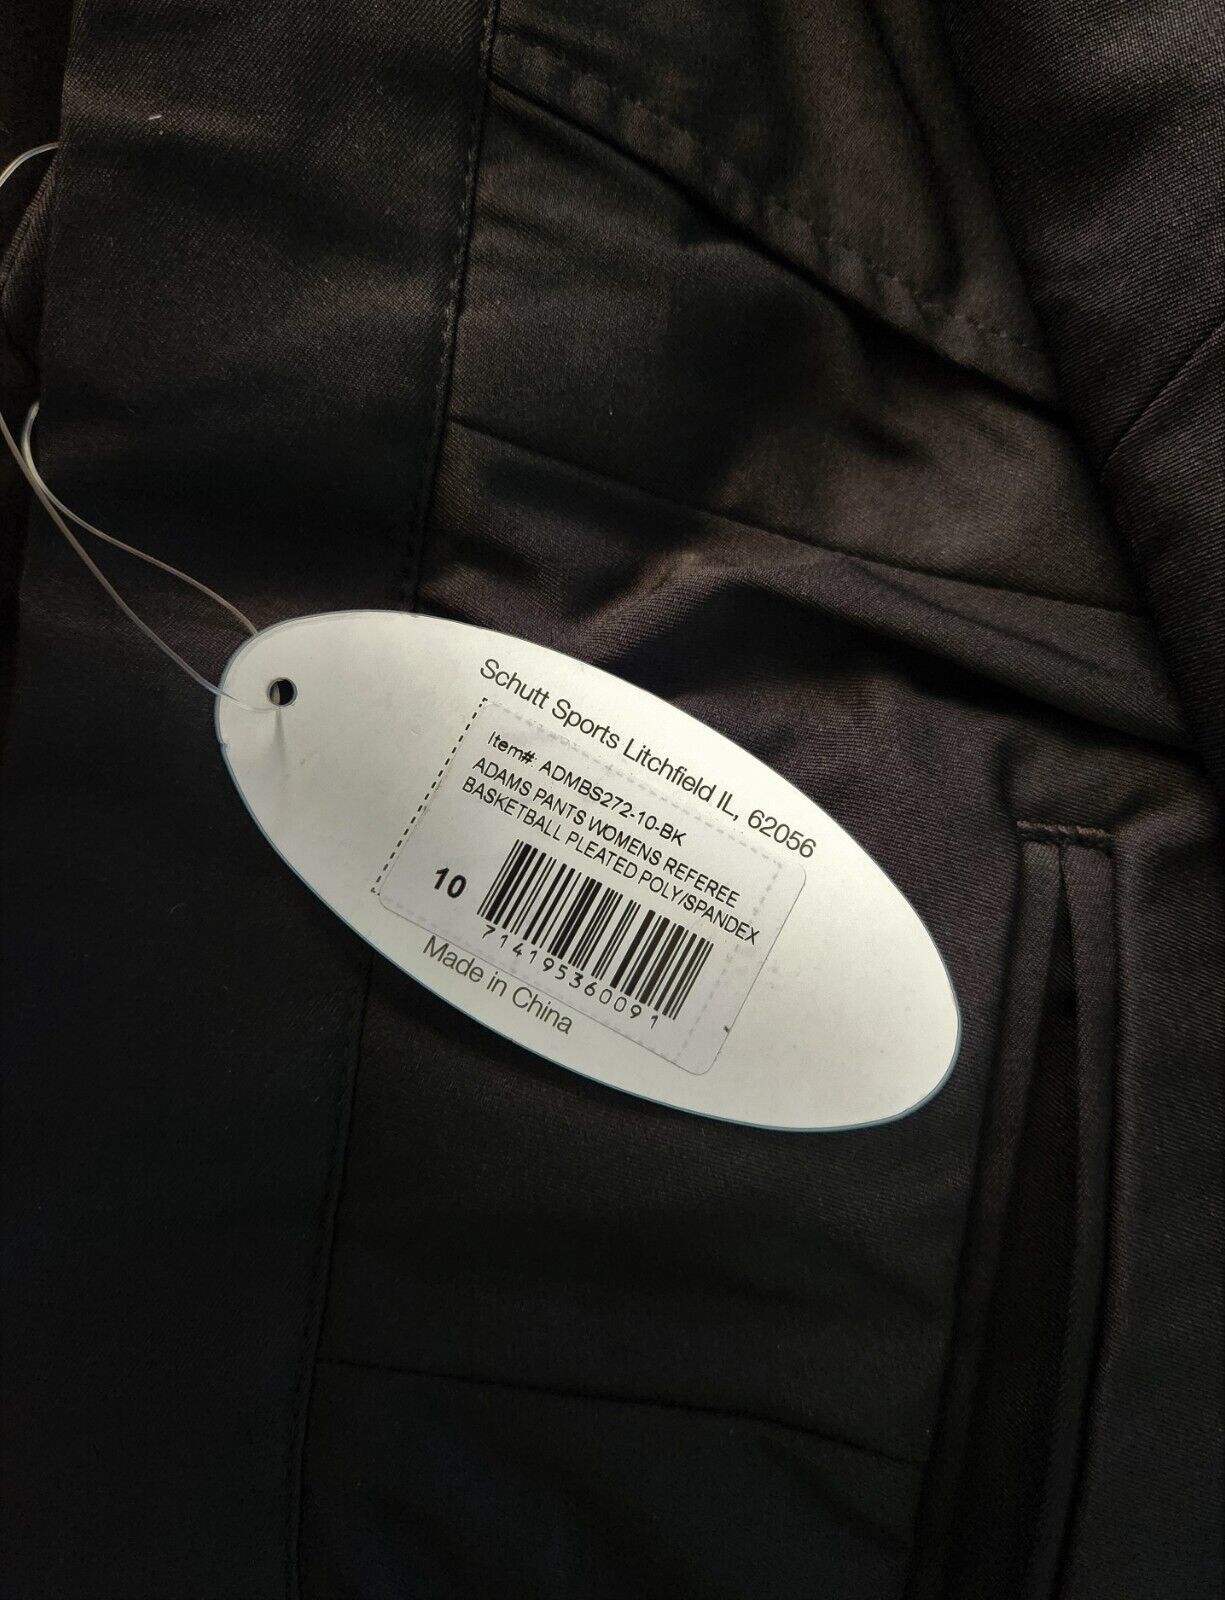 Schutt Sports Litchfield IL, 62056
Item#: ADMBS272-10-BK
ADAMS PANTS WOMENS REFEREE
BASKETBALL PLEATED POLY/SPANDEX
10
714195360091
Made in China